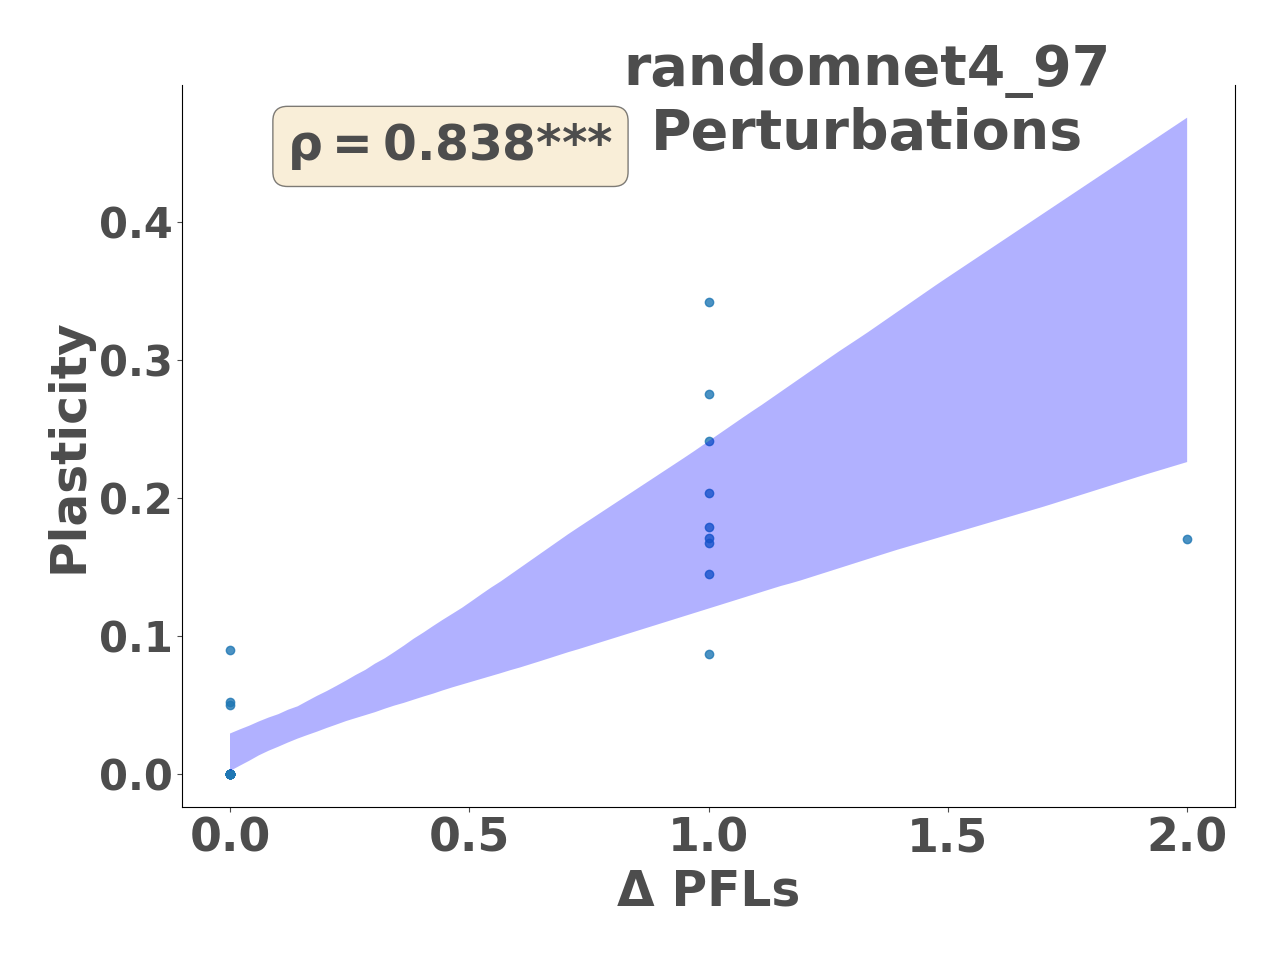 randomnet4_97
Perturbations
ρ = 0.838***
Plasticity
0.4
0.3
0.2
0.1
0.0
0.0 0.5 1.0 1.5 2.0
Δ PFLs